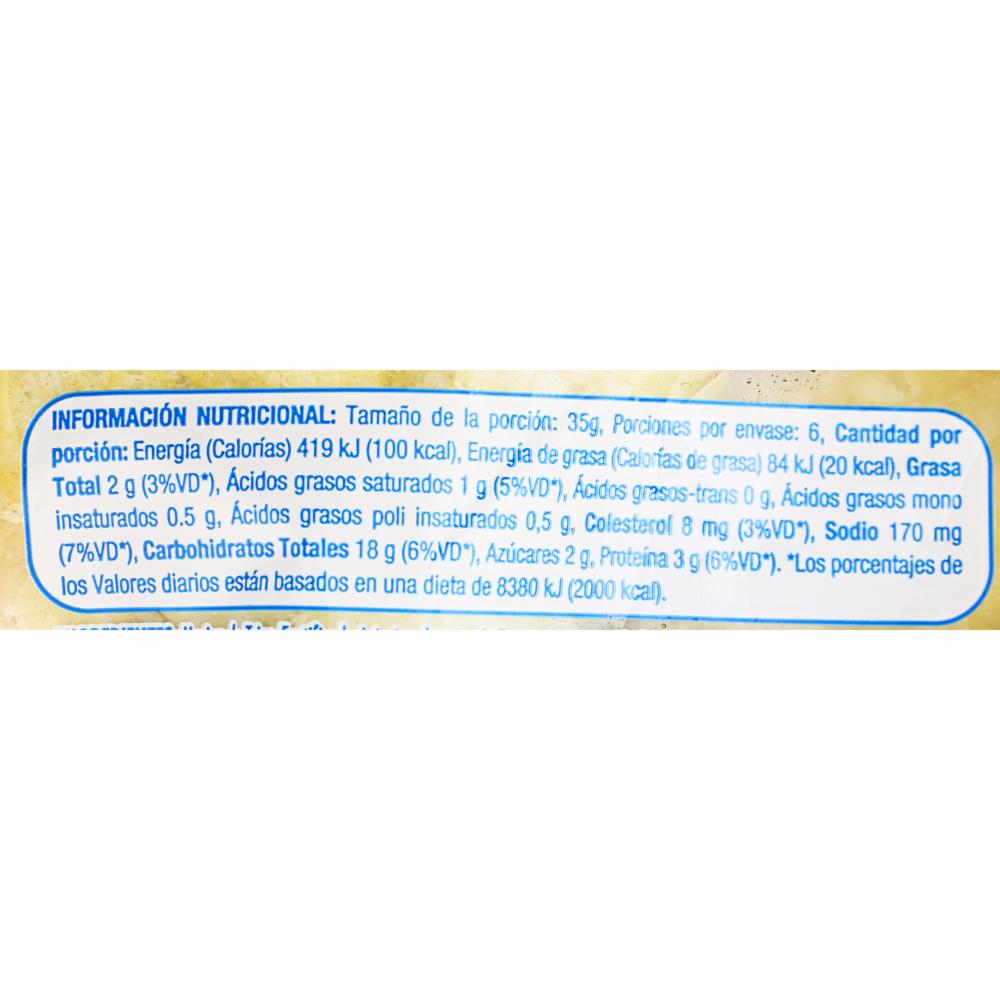 INFORMACIÓN NUTRICIONAL: Tamaño de la porción: 35g, Porciones por envase: 6, Cantidad por
porción: Energía (Calorías) 419 kJ (100 kcal), Energía de grasa (Calorías de grasa) 84 kJ (20 kcal), Grasa
Total 2 g (3%VD*), Ácidos grasos saturados 1 g (5%VD*), Ácidos grasos-trans 0 g, Ácidos grasos mono
insaturados 0.5 g, Ácidos grasos poli insaturados 0,5 g, Colesterol 8 mg (3%VD*), Sodio 170 mg
(7%VD*), Carbohidratos Totales 18 g (6%VD*), Azúcares 2 g, Proteína 3 g (6%VD*). *Los porcentajes de
los Valores diarios están basados en una dieta de 8380 kJ (2000 kcal).